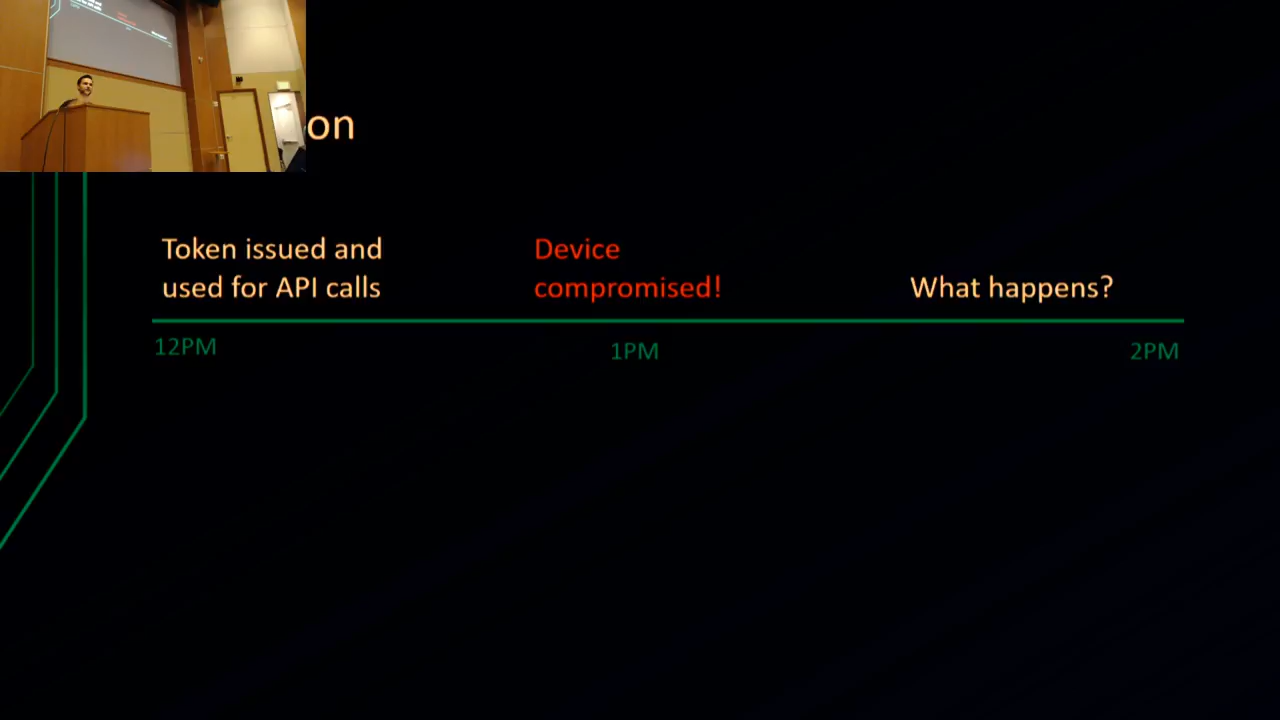 on
Token issued and
used for API calls
Device
compromised!
What happens?
12PM
1PM
2PM